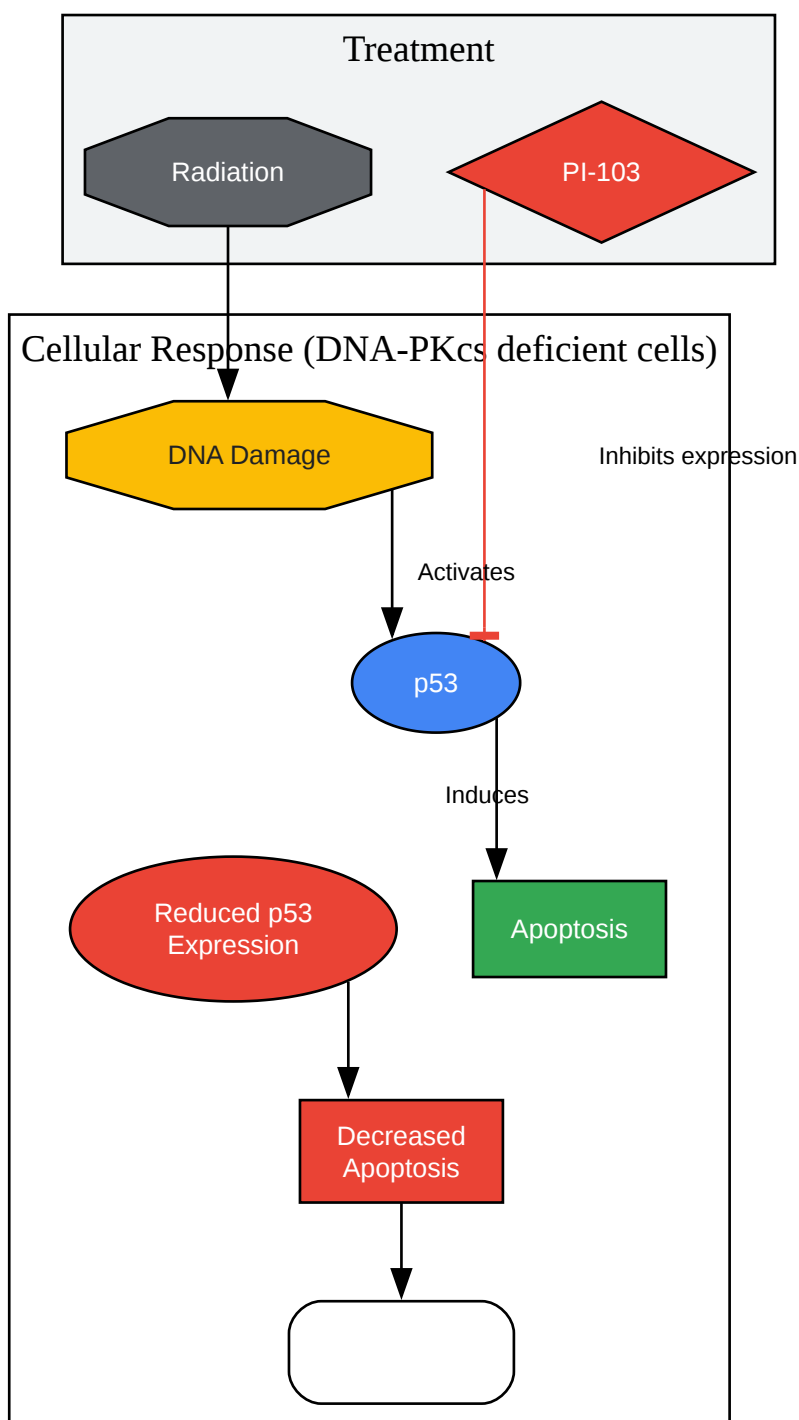 Treatment
Radiation
PI-103
Cellular Response (DNA-PKcs deficient cells)
DNA Damage
Inhibits expression
Activates
p53
Induces
Reduced p53
Expression
Apoptosis
Decreased
Apoptosis